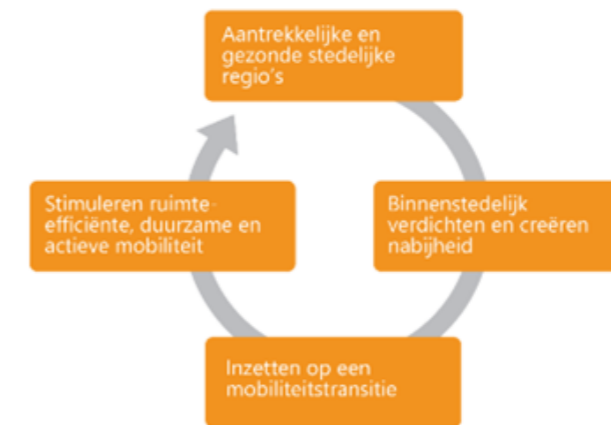 Aantrekkelijke en
gezonde stedelijke
regio's
Stimuleren ruimte-
efficiënte, duurzame en
actieve mobiliteit
Binnenstedelijk
verdichten en creëren
nabijheid
Inzetten op een
mobiliteitstransitie